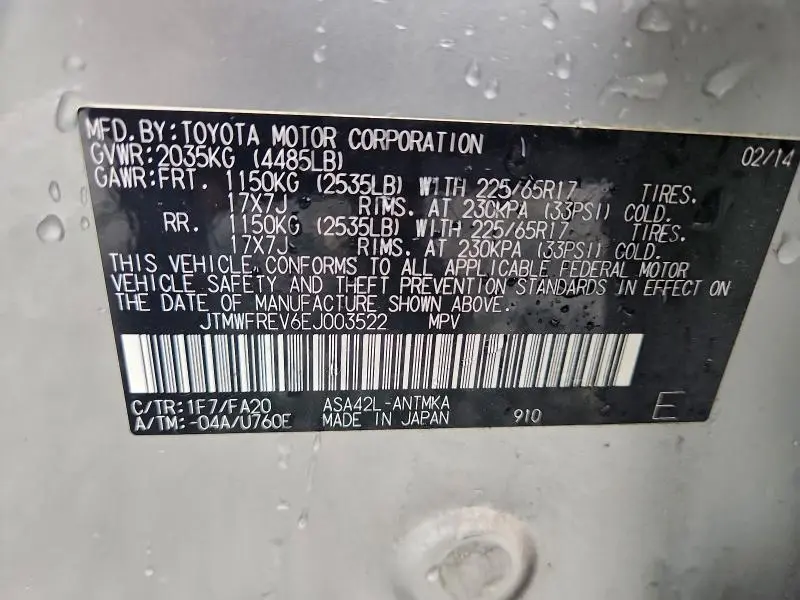 MFD.BY:TOYOTA MOTOR CORPORATION 02/14
GVWR:2035KG (4485LB)
GAWR:FRT. 1150KG (2535LB) WITH 225/65R17 TIRES.
17X7J RIMS. AT 230KPA (33PSI) COLD.
RR. 1150KG (2535LB) WITH 225/65R17 TIRES.
17X7J RIMS. AT 230KPA (33PSI) COLD.
THIS VEHICLE CONFORMS TO ALL APPLICABLE FEDERAL MOTOR
VEHICLE SAFETY AND THEFT PREVENTION STANDARDS IN EFFECT ON
THE DATE OF MANUFACTURE SHOWN ABOVE.
JTMWFREV6EJ003522 MPV
C/TR:1F7/FA20 ASA42L-ANTMKA
A/TM:-04A/U760E MADE IN JAPAN 910 E